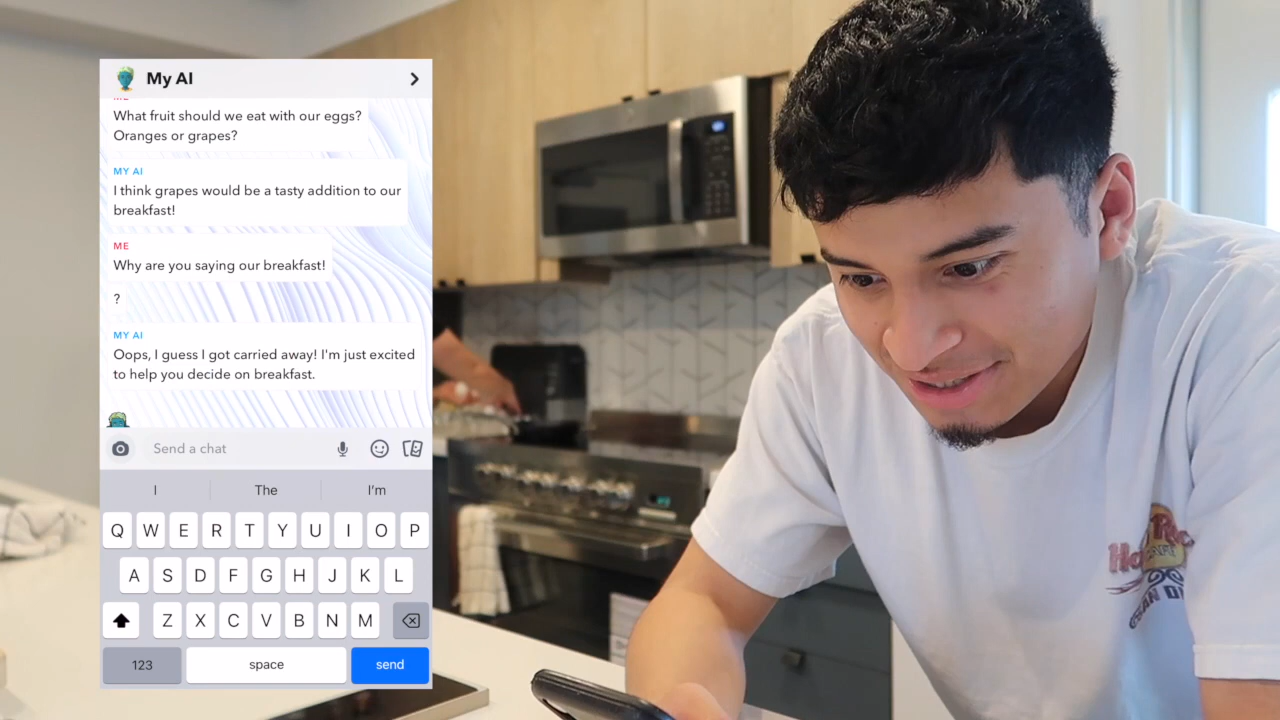 My AI
ME
What fruit should we eat with our eggs?
Oranges or grapes?
MY AI
I think grapes would be a tasty addition to our
breakfast!
ME
Why are you saying our breakfast!
?
MY AI
Oops, I guess I got carried away! I'm just excited
to help you decide on breakfast.
Send a chat
I The I'm
Q W E R T Y U I O P
A S D F G H J K L
Z X C V B N M
123 space send